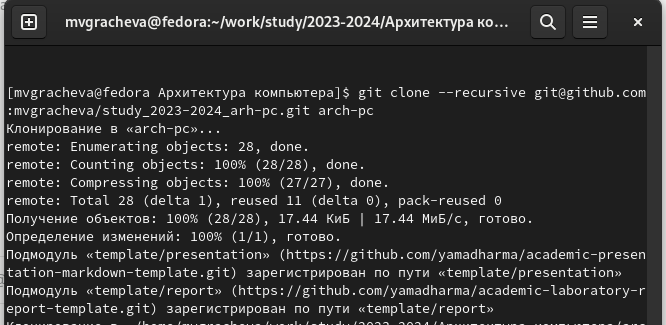 mvgracheva@fedora:~/work/study/2023-2024/Архитектура ко...
[mvgracheva@fedora Архитектура компьютера]$ git clone --recursive git@github.com
:mvgracheva/study_2023-2024_arh-pc.git arch-pc
Клонирование в «arch-pc»...
remote: Enumerating objects: 28, done.
remote: Counting objects: 100% (28/28), done.
remote: Compressing objects: 100% (27/27), done.
remote: Total 28 (delta 1), reused 11 (delta 0), pack-reused 0
Получение объектов: 100% (28/28), 17.44 КиБ | 17.44 МиБ/с, готово.
Определение изменений: 100% (1/1), готово.
Подмодуль «template/presentation» (https://github.com/yamadharma/academic-presen
tation-markdown-template.git) зарегистрирован по пути «template/presentation»
Подмодуль «template/report» (https://github.com/yamadharma/academic-laboratory-r
eport-template.git) зарегистрирован по пути «template/report»